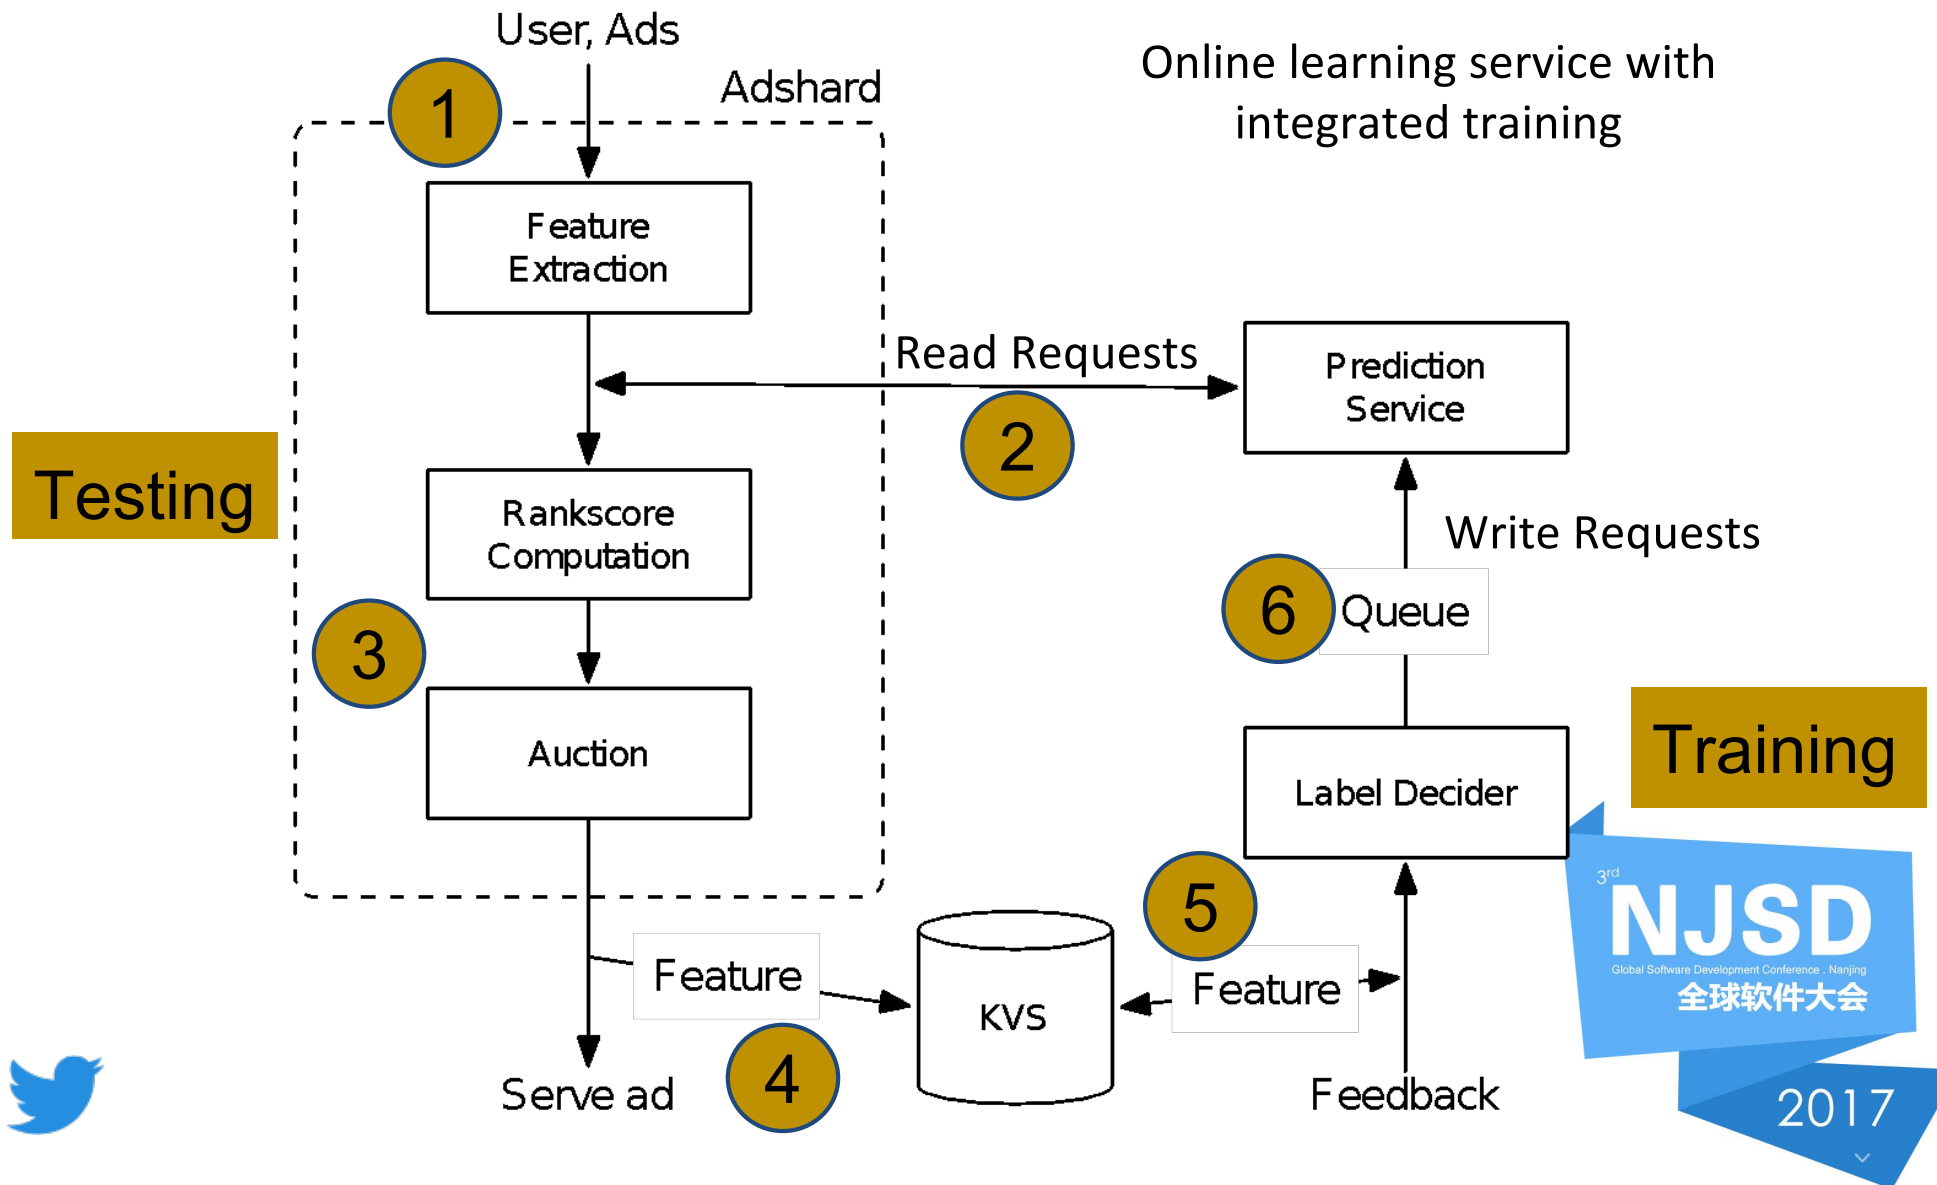 User, Ads
Adshard
Online learning service with
integrated training
1
Feature
Extraction
Read Requests
2
Prediction
Service
Testing
Rankscore
Computation
Write Requests
6
Queue
3
Auction
Training
Label Decider
5
Feature
KVS
Feature
4
Serve ad
Feedback
3rd
NJSD
Global Software Development Conference . Nanjing
全球软件大会
2017